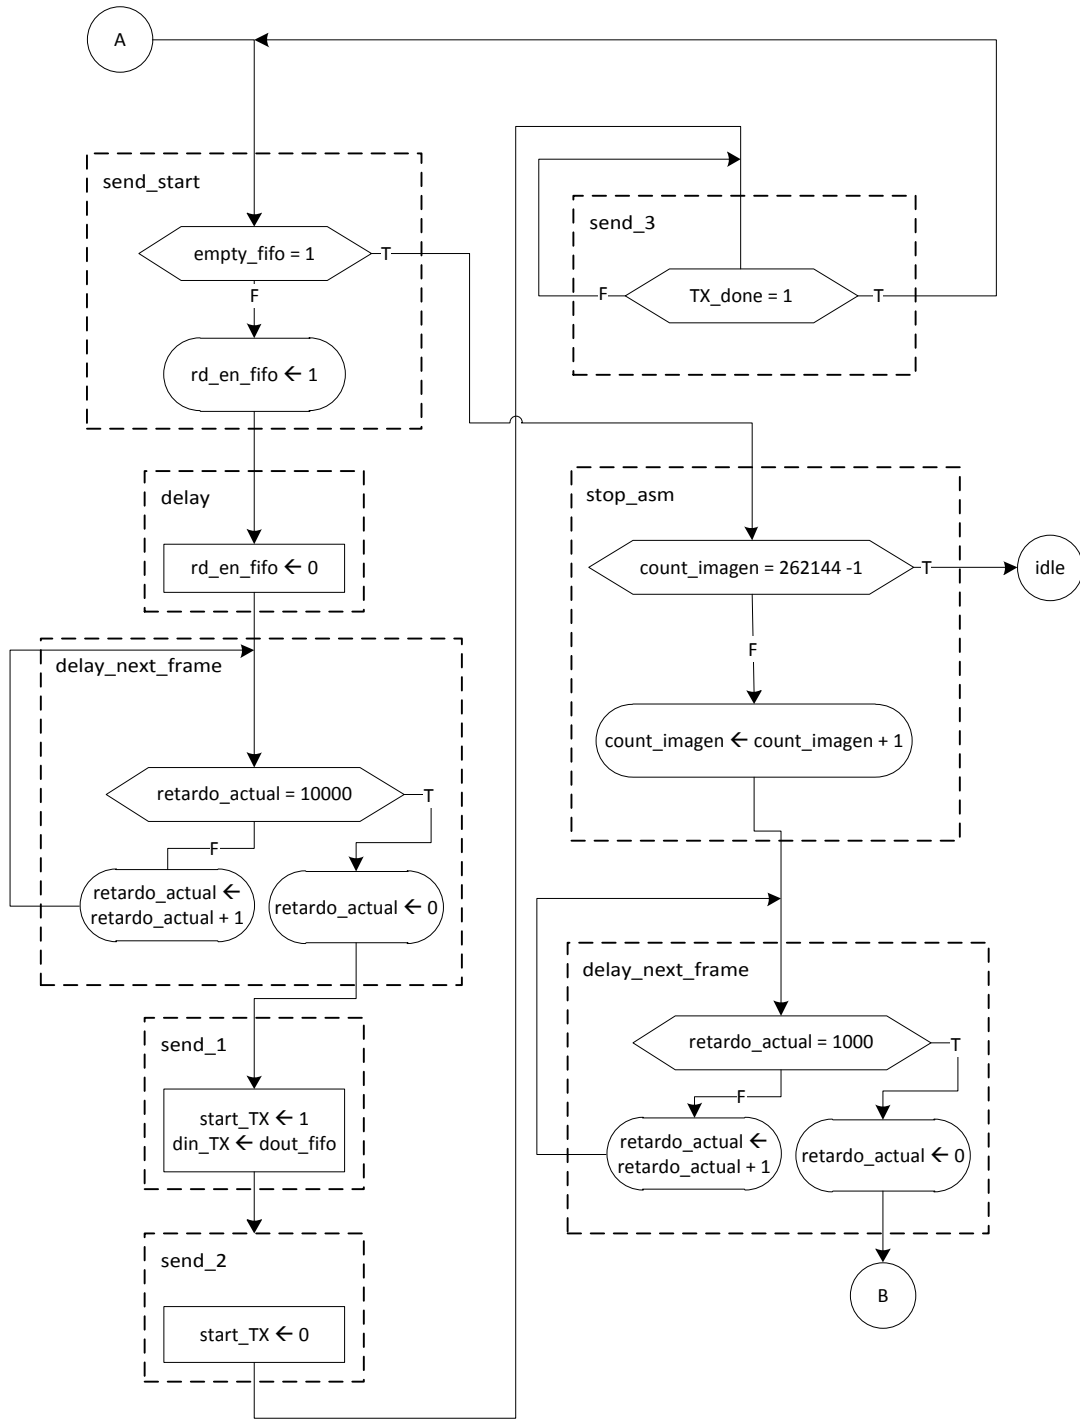 A
send_start
empty_fifo = 1
T
F
rd_en_fifo ← 1
delay
rd_en_fifo ← 0
delay_next_frame
retardo_actual = 10000
T
F
retardo_actual ←
retardo_actual + 1
retardo_actual ← 0
send_1
start_TX ← 1
din_TX ← dout_fifo
send_2
start_TX ← 0
send_3
TX_done = 1
F
T
stop_asm
count_imagen = 262144 -1
T
idle
F
count_imagen ← count_imagen + 1
delay_next_frame
retardo_actual = 1000
T
F
retardo_actual ←
retardo_actual + 1
retardo_actual ← 0
B